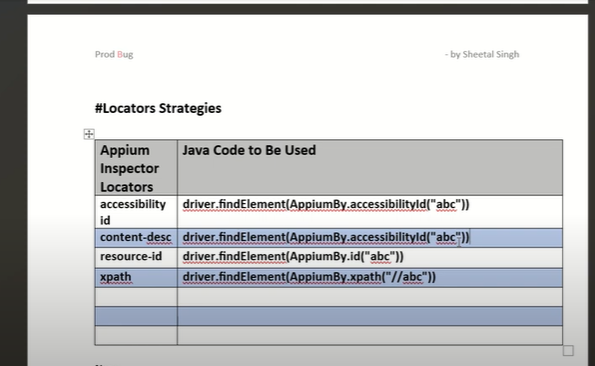 Prod Bug
- by Sheetal Singh
#Locators Strategies
Appium
Inspector
Locators
Java Code to Be Used
accessibility
id
driver.findElement(AppiumBy.accessibilityId("abc"))
content-desc
driver.findElement(AppiumBy.accessibilityId("abc"))
resource-id
driver.findElement(AppiumBy.id("abc"))
xpath
driver.findElement(AppiumBy.xpath("//abc"))